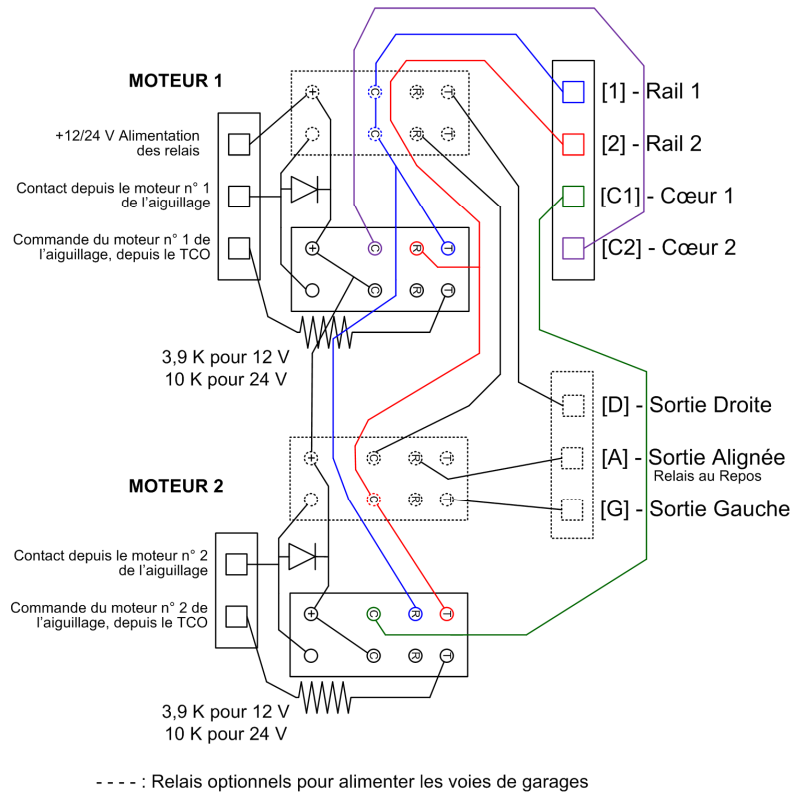 MOTEUR 1
+ C R T
C R T
[1] - Rail 1
+12/24 V Alimentation
des relais
[2] - Rail 2
Contact depuis le moteur n° 1
de l'aiguillage
[C1] - Cœur 1
Commande du moteur n° 1 de
l'aiguillage, depuis le TCO
+ C R T
[C2] - Cœur 2
C R T
3,9 K pour 12 V
10 K pour 24 V
[D] - Sortie Droite
+ C R T
[A] - Sortie Alignée
Relais au Repos
MOTEUR 2
C R T
[G] - Sortie Gauche
Contact depuis le moteur n° 2
de l'aiguillage
Commande du moteur n° 2 de
l'aiguillage, depuis le TCO
+ C R T
C R T
3,9 K pour 12 V
10 K pour 24 V
- - - - : Relais optionnels pour alimenter les voies de garages